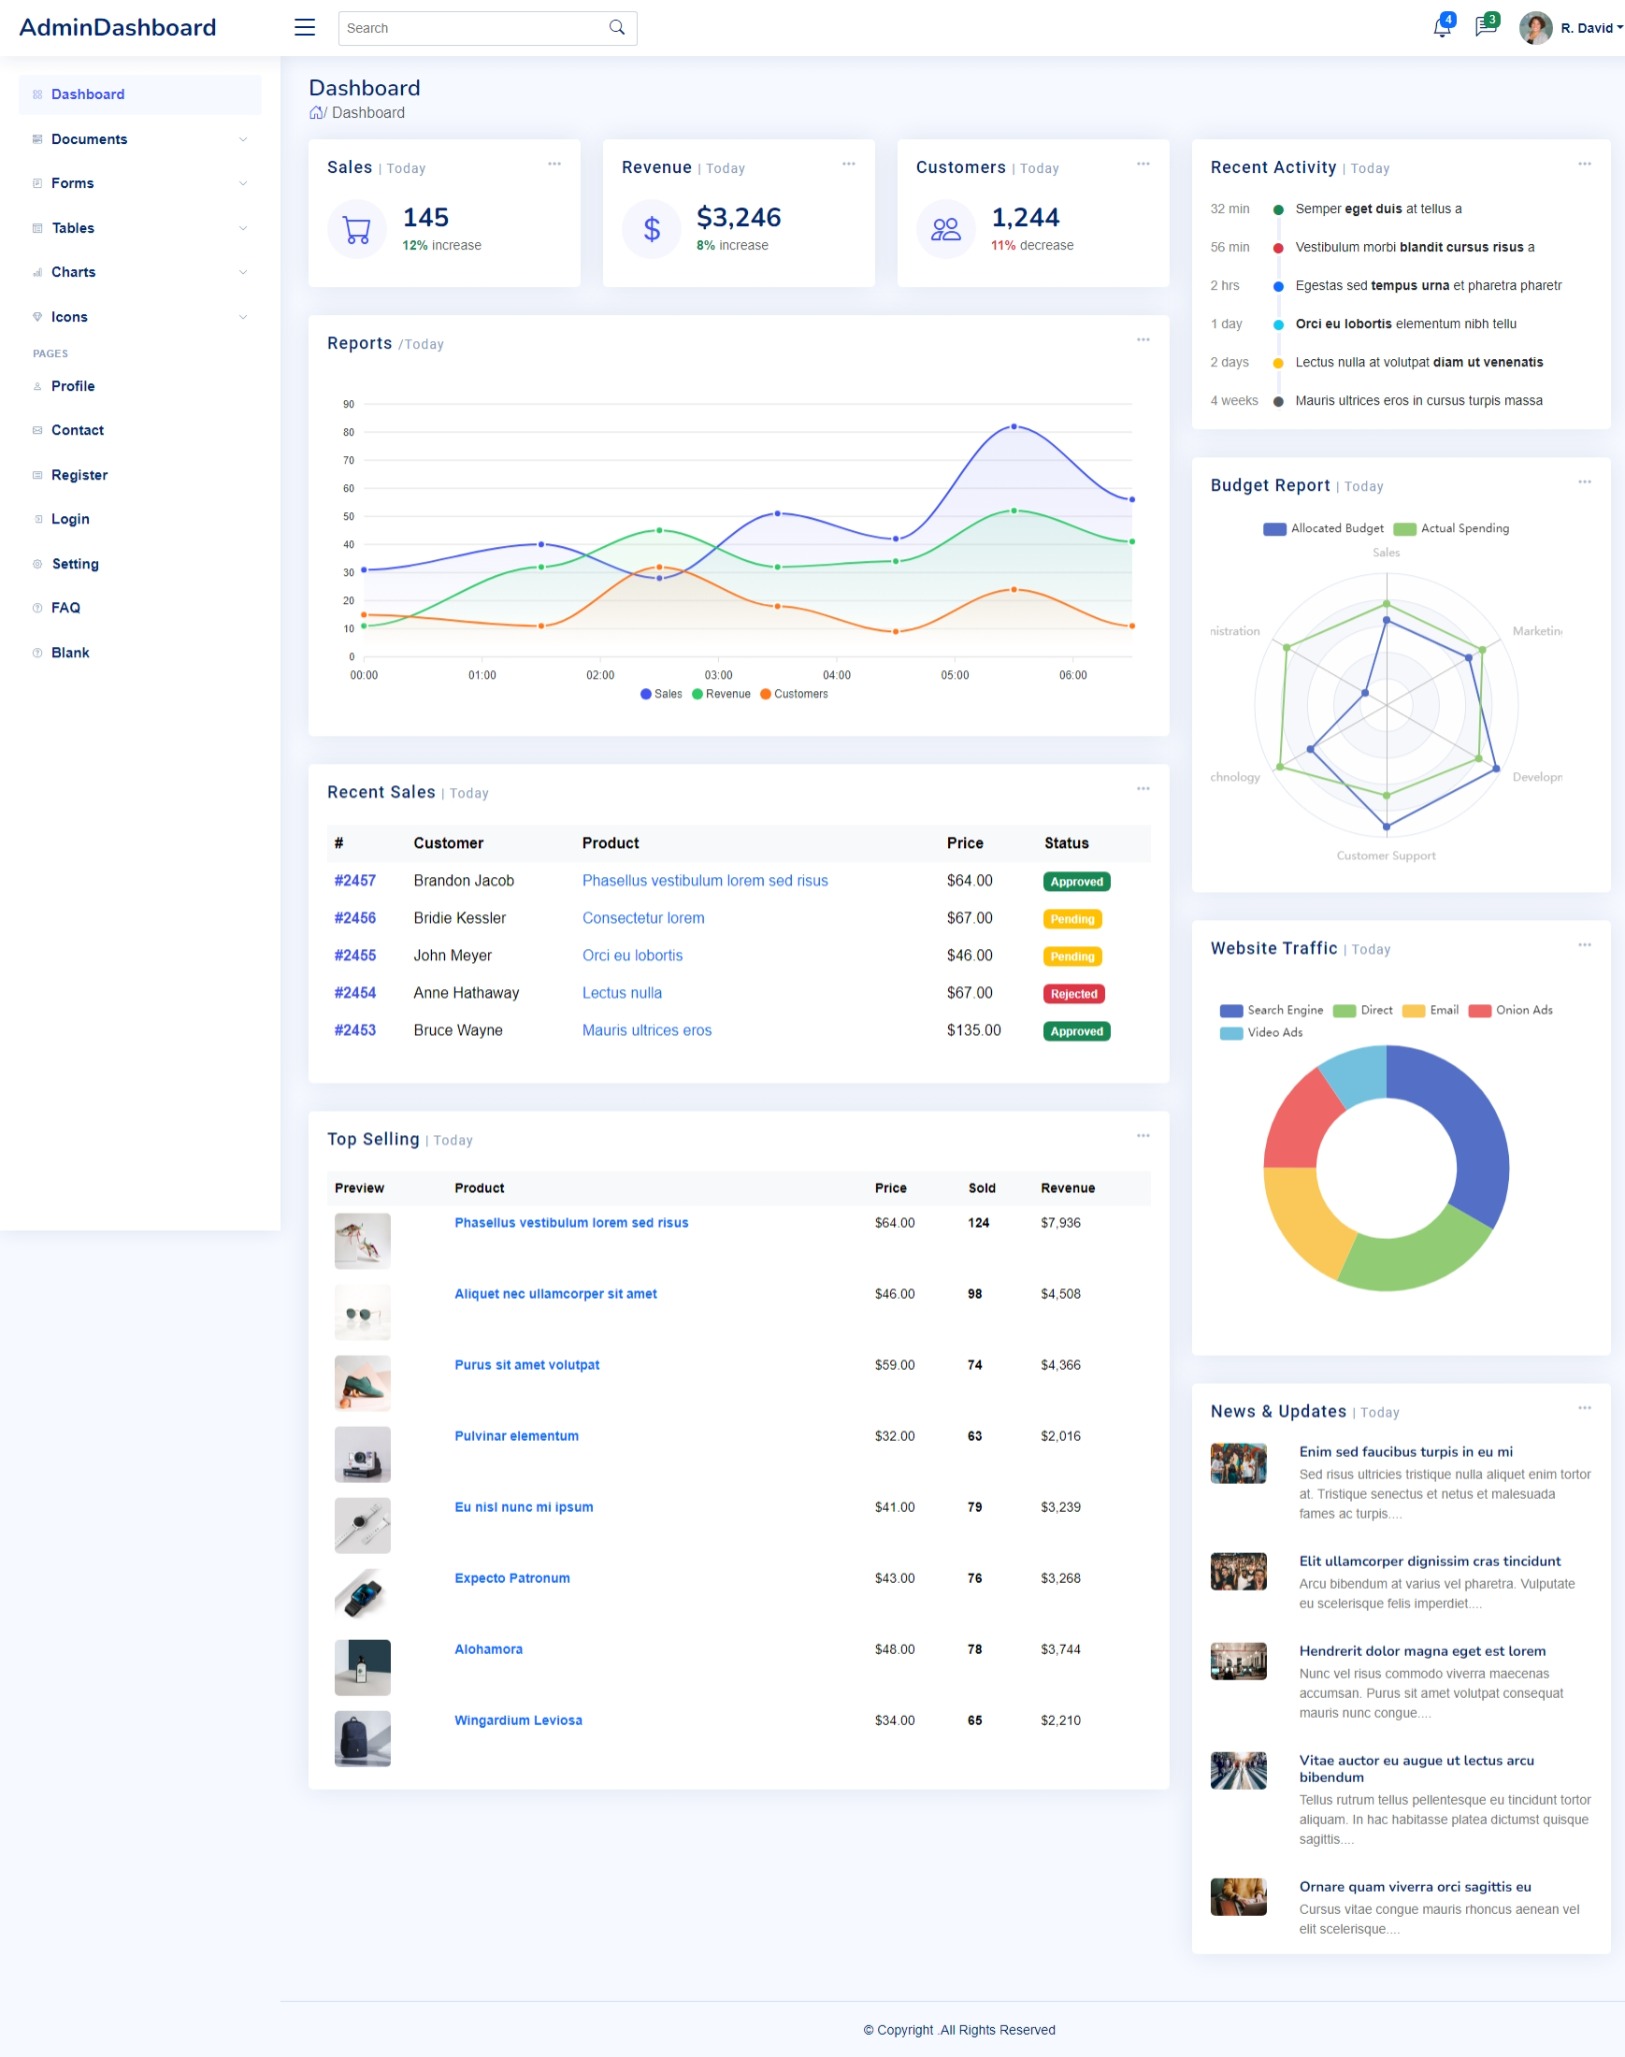 AdminDashboard
Search
4
3
R. David
Dashboard
Documents
Forms
Tables
Charts
Icons
PAGES
Profile
Contact
Register
Login
Setting
FAQ
Blank
Dashboard
/ Dashboard
Sales | Today
145
12% increase
Revenue | Today
$
$3,246
8% increase
Customers | Today
1,244
11% decrease
Reports /Today
90
80
70
60
50
40
30
20
10
0
00:00 01:00 02:00 03:00 04:00 05:00 06:00
Sales Revenue Customers
Recent Sales | Today
# Customer Product Price Status
#2457 Brandon Jacob Phasellus vestibulum lorem sed risus $64.00 Approved
#2456 Bridie Kessler Consectetur lorem $67.00 Pending
#2455 John Meyer Orci eu lobortis $46.00 Pending
#2454 Anne Hathaway Lectus nulla $67.00 Rejected
#2453 Bruce Wayne Mauris ultrices eros $135.00 Approved
Top Selling | Today
Preview Product Price Sold Revenue
Phasellus vestibulum lorem sed risus $64.00 124 $7,936
Aliquet nec ullamcorper sit amet $46.00 98 $4,508
Purus sit amet volutpat $59.00 74 $4,366
Pulvinar elementum $32.00 63 $2,016
Eu nisl nunc mi ipsum $41.00 79 $3,239
Expecto Patronum $43.00 76 $3,268
Alohamora $48.00 78 $3,744
Wingardium Leviosa $34.00 65 $2,210
Recent Activity | Today
32 min Semper eget duis at tellus a
56 min Vestibulum morbi blandit cursus risus a
2 hrs Egestas sed tempus urna et pharetra pharetr
1 day Orci eu lobortis elementum nibh tellu
2 days Lectus nulla at volutpat diam ut venenatis
4 weeks Mauris ultrices eros in cursus turpis massa
Budget Report | Today
Allocated Budget Actual Spending
Sales
nistration Marketin
chnology Develop
Customer Support
Website Traffic | Today
Search Engine Direct Email Onion Ads
Video Ads
News & Updates | Today
Enim sed faucibus turpis in eu mi
Sed risus ultricies tristique nulla aliquet enim tortor
at. Tristique senectus et netus et malesuada
fames ac turpis....
Elit ullamcorper dignissim cras tincidunt
Arcu bibendum at varius vel pharetra. Vulputate
eu scelerisque felis imperdiet....
Hendrerit dolor magna eget est lorem
Nunc vel risus commodo viverra maecenas
accumsan. Purus sit amet volutpat consequat
mauris nunc congue....
Vitae auctor eu augue ut lectus arcu
bibendum
Tellus rutrum tellus pellentesque eu tincidunt tortor
aliquam. In hac habitasse platea dictumst quisque
sagittis....
Ornare quam viverra orci sagittis eu
Cursus vitae congue mauris rhoncus aenean vel
elit scelerisque....
© Copyright .All Rights Reserved